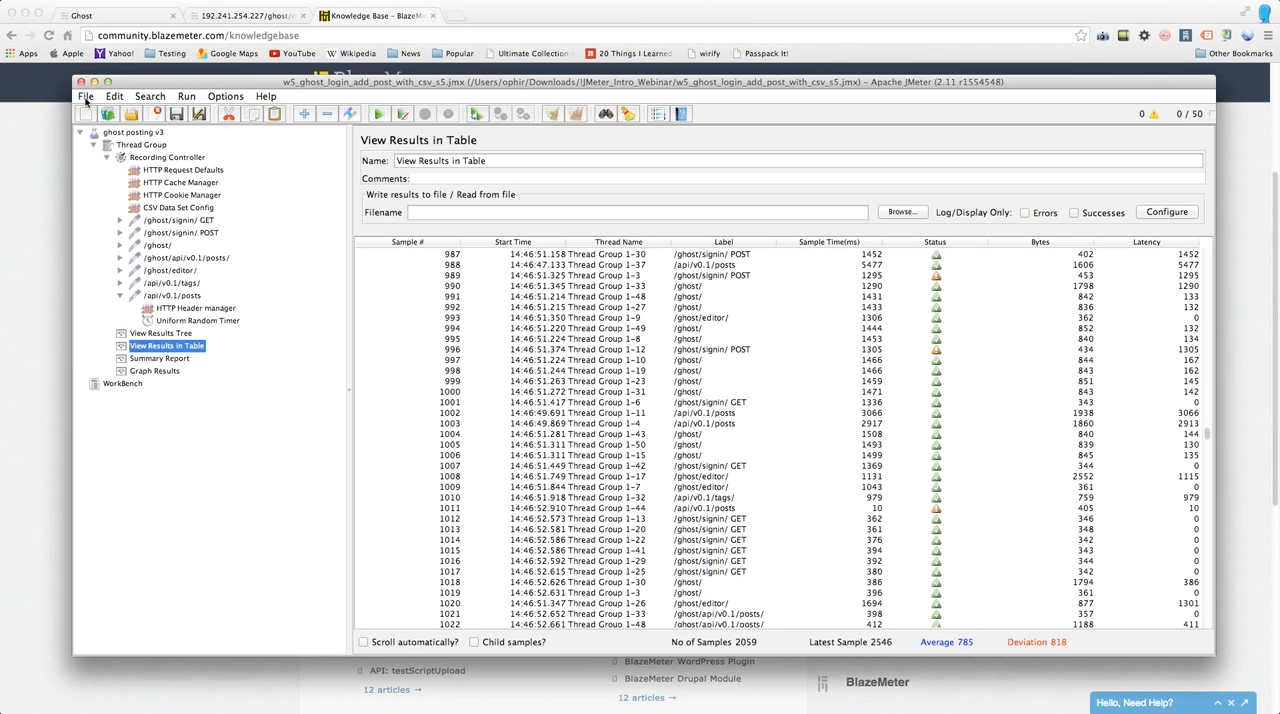 Ghost
192.241.254.227/ghost/
Knowledge Base – BlazeM
community.blazemeter.com/knowledgebase
Apps Apple Yahoo! Testing Google Maps YouTube Wikipedia News Popular Ultimate Collection 20 Things I Learned wirify Passpack It! Other Bookmarks
w5_ghost_login_add_post_with_csv_s5.jmx (/Users/ophir/Downloads/!JMeter_Intro_Webinar/w5_ghost_login_add_post_with_csv_s5.jmx) – Apache JMeter (2.11 r1554548)
File Edit Search Run Options Help
0 0 / 50
ghost posting v3
Thread Group
Recording Controller
HTTP Request Defaults
HTTP Cache Manager
HTTP Cookie Manager
CSV Data Set Config
/ghost/signin/ GET
/ghost/signin/ POST
/ghost/
/ghost/api/v0.1/posts/
/ghost/editor/
/api/v0.1/tags/
/api/v0.1/posts
HTTP Header manager
Uniform Random Timer
View Results Tree
View Results in Table
Summary Report
Graph Results
WorkBench
View Results in Table
Name: View Results in Table
Comments:
Write results to file / Read from file
Filename Browse... Log/Display Only: Errors Successes Configure
Sample # Start Time Thread Name Label Sample Time(ms) Status Bytes Latency
987 14:46:51.158 Thread Group 1-30 /ghost/signin/ POST 1452 402 1452
988 14:46:47.133 Thread Group 1-37 /api/v0.1/posts 5477 1606 5477
989 14:46:51.325 Thread Group 1-3 /ghost/signin/ POST 1295 453 1295
990 14:46:51.345 Thread Group 1-33 /ghost/ 1290 1798 1290
991 14:46:51.214 Thread Group 1-48 /ghost/ 1431 842 133
992 14:46:51.215 Thread Group 1-27 /ghost/ 1433 836 132
993 14:46:51.350 Thread Group 1-9 /ghost/editor/ 1306 362 0
994 14:46:51.220 Thread Group 1-49 /ghost/ 1444 852 132
995 14:46:51.224 Thread Group 1-8 /ghost/ 1453 840 134
996 14:46:51.374 Thread Group 1-12 /ghost/signin/ POST 1305 434 1305
997 14:46:51.224 Thread Group 1-10 /ghost/ 1466 844 167
998 14:46:51.244 Thread Group 1-19 /ghost/ 1466 843 162
999 14:46:51.263 Thread Group 1-23 /ghost/ 1459 851 145
1000 14:46:51.272 Thread Group 1-31 /ghost/ 1471 843 142
1001 14:46:51.417 Thread Group 1-6 /ghost/signin/ GET 1336 343 0
1002 14:46:49.691 Thread Group 1-11 /api/v0.1/posts 3066 1938 3066
1003 14:46:49.869 Thread Group 1-4 /api/v0.1/posts 2917 1860 2913
1004 14:46:51.281 Thread Group 1-43 /ghost/ 1508 840 144
1005 14:46:51.311 Thread Group 1-50 /ghost/ 1493 839 130
1006 14:46:51.311 Thread Group 1-15 /ghost/ 1499 845 135
1007 14:46:51.449 Thread Group 1-42 /ghost/signin/ GET 1369 344 0
1008 14:46:51.749 Thread Group 1-17 /ghost/editor/ 1131 2552 1115
1009 14:46:51.844 Thread Group 1-7 /ghost/editor/ 1043 361 0
1010 14:46:51.918 Thread Group 1-32 /api/v0.1/tags/ 979 759 979
1011 14:46:52.910 Thread Group 1-44 /api/v0.1/posts 10 405 10
1012 14:46:52.573 Thread Group 1-13 /ghost/signin/ GET 362 346 0
1013 14:46:52.581 Thread Group 1-20 /ghost/signin/ GET 361 348 0
1014 14:46:52.586 Thread Group 1-22 /ghost/signin/ GET 376 342 0
1015 14:46:52.586 Thread Group 1-41 /ghost/signin/ GET 394 343 0
1016 14:46:52.592 Thread Group 1-29 /ghost/signin/ GET 392 344 0
1017 14:46:52.615 Thread Group 1-25 /ghost/signin/ GET 380 342 0
1018 14:46:52.626 Thread Group 1-30 /ghost/ 386 1794 386
1019 14:46:52.631 Thread Group 1-3 /ghost/ 396 361 0
1020 14:46:51.347 Thread Group 1-26 /ghost/editor/ 1694 877 1301
1021 14:46:52.652 Thread Group 1-33 /ghost/api/v0.1/posts/ 398 357 0
1022 14:46:52.661 Thread Group 1-48 /ghost/api/v0.1/posts/ 412 1188 411
Scroll automatically? Child samples? No of Samples 2059 Latest Sample 2546 Average 785 Deviation 818
API: testScriptUpload
12 articles →
BlazeMeter WordPress Plugin
BlazeMeter Drupal Module
12 articles →
BlazeMeter
Hello, Need Help?